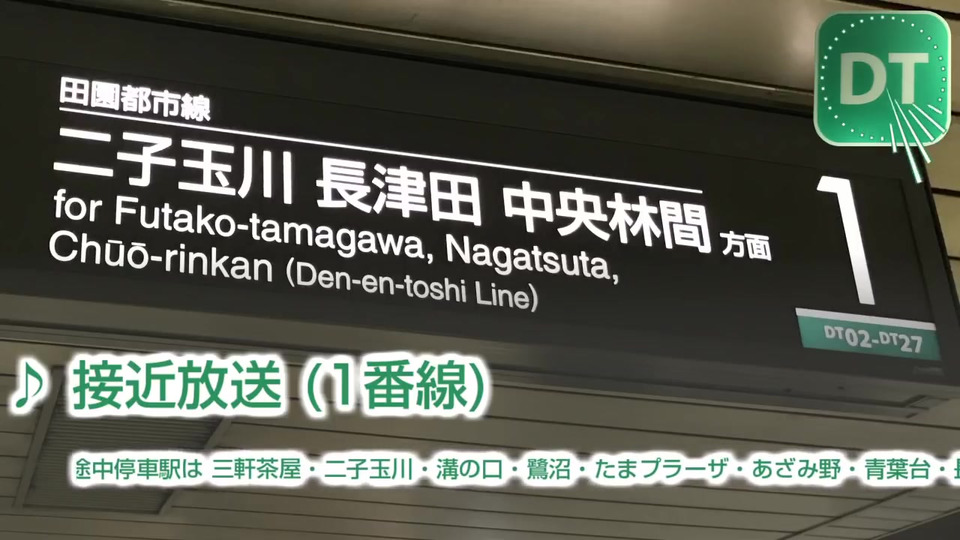 DT
田園都市線
二子玉川 長津田 中央林間 方面
for Futako-tamagawa, Nagatsuta,
Chūō-rinkan (Den-en-toshi Line)
1
DT02-DT27
♪ 接近放送 (1番線)
中停車駅は 三軒茶屋・二子玉川・溝の口・鷺沼・たまプラーザ・あざみ野・青葉台・